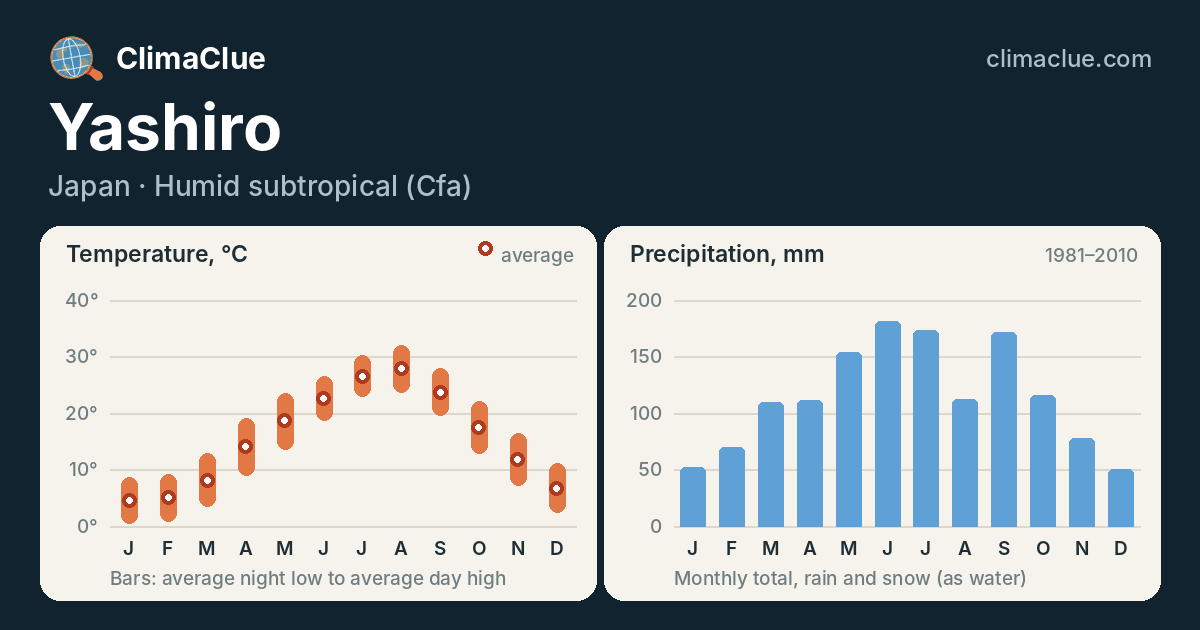 ClimaClue
climaclue.com
Yashiro
Japan · Humid subtropical (Cfa)
Temperature, °C
average
40°
30°
20°
10°
0°
J F M A M J J A S O N D
Bars: average night low to average day high
Precipitation, mm
1981–2010
200
150
100
50
0
J F M A M J J A S O N D
Monthly total, rain and snow (as water)